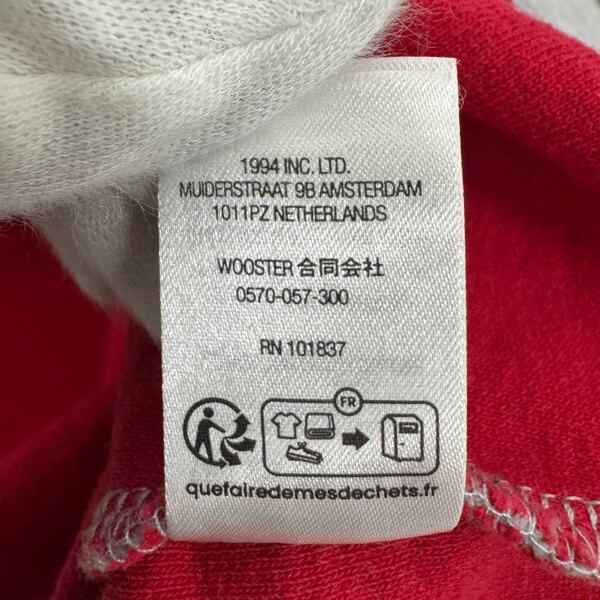 1994 INC. LTD.
MUIDERSTRAAT 9B AMSTERDAM
1011PZ NETHERLANDS
WOOSTER 合同会社
0570-057-300
RN 101837
FR
quefairedemesdechets.fr